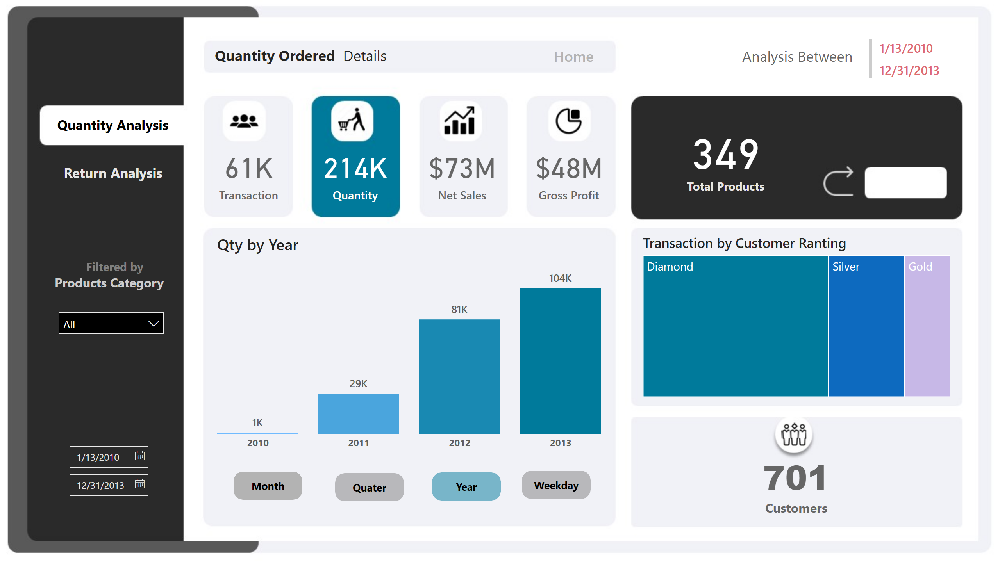 Quantity Ordered Details
Home
Analysis Between
1/13/2010
12/31/2013
Quantity Analysis
Return Analysis
Filtered by
Products Category
All
1/13/2010
12/31/2013
61K
Transaction
214K
Quantity
$73M
Net Sales
$48M
Gross Profit
349
Total Products
Qty by Year
1K
29K
81K
104K
2010
2011
2012
2013
Month
Quater
Year
Weekday
Transaction by Customer Ranting
Diamond
Silver
Gold
701
Customers